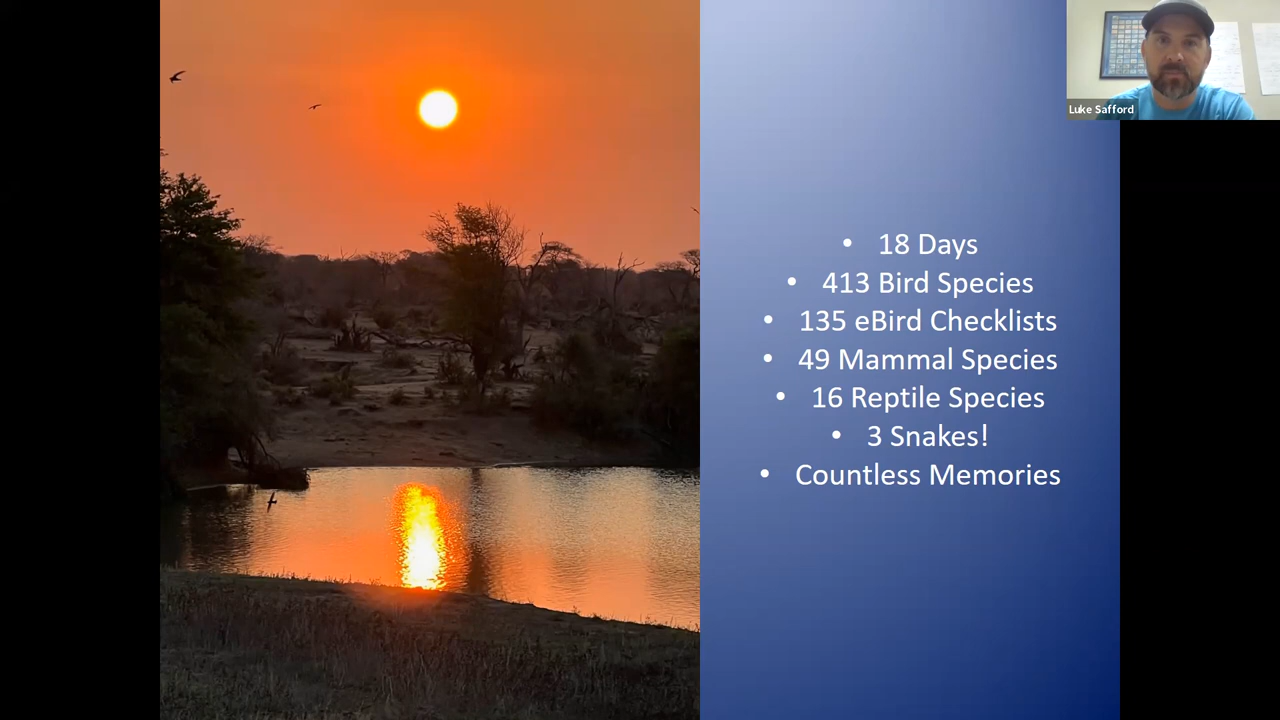 Luke Safford
• 18 Days
• 413 Bird Species
• 135 eBird Checklists
• 49 Mammal Species
• 16 Reptile Species
• 3 Snakes!
• Countless Memories